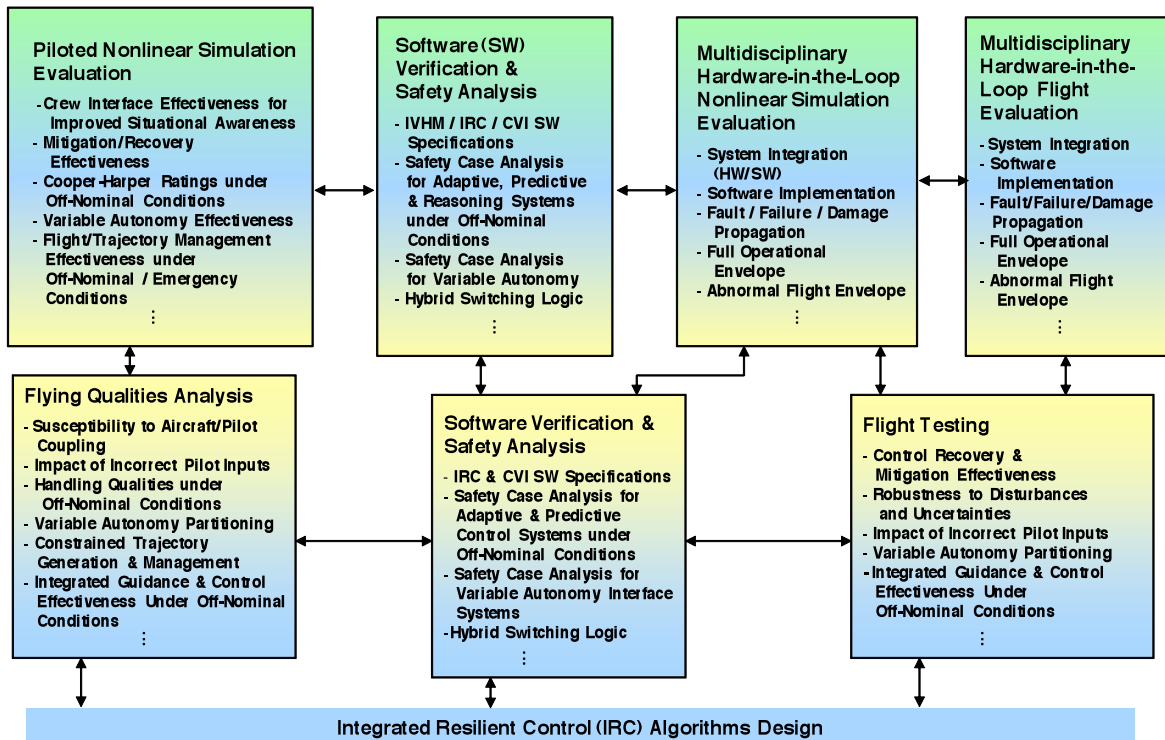 Piloted Nonlinear Simulation
Evaluation
- Crew Interface Effectiveness for
Improved Situational Awareness
- Mitigation/Recovery
Effectiveness
- Cooper-Harper Ratings under
Off-Nominal Conditions
- Variable Autonomy Effectiveness
- Flight/Trajectory Management
Effectiveness under
Off-Nominal / Emergency
Conditions
⋮
Software (SW)
Verification &
Safety Analysis
- IVHM / IRC / CVI SW
Specifications
- Safety Case Analysis
for Adaptive, Predictive
& Reasoning Systems
under Off-Nominal
Conditions
- Safety Case Analysis
for Variable Autonomy
- Hybrid Switching Logic
⋮
Multidisciplinary
Hardware-in-the-Loop
Nonlinear Simulation
Evaluation
- System Integration
(HW/SW)
- Software Implementation
- Fault / Failure / Damage
Propagation
- Full Operational
Envelope
- Abnormal Flight Envelope
⋮
Multidisciplinary
Hardware-in-the-
Loop Flight
Evaluation
- System Integration
- Software
Implementation
- Fault/Failure/Damage
Propagation
- Full Operational
Envelope
- Abnormal Flight
Envelope
⋮
Flying Qualities Analysis
- Susceptibility to Aircraft/Pilot
Coupling
- Impact of Incorrect Pilot Inputs
- Handling Qualities under
Off-Nominal Conditions
- Variable Autonomy Partitioning
- Constrained Trajectory
Generation & Management
- Integrated Guidance & Control
Effectiveness Under Off-Nominal
Conditions
⋮
Software Verification &
Safety Analysis
- IRC & CVI SW Specifications
- Safety Case Analysis for
Adaptive & Predictive
Control Systems under
Off-Nominal Conditions
- Safety Case Analysis for
Variable Autonomy Interface
Systems
- Hybrid Switching Logic
⋮
Flight Testing
- Control Recovery &
Mitigation Effectiveness
- Robustness to Disturbances
and Uncertainties
- Impact of Incorrect Pilot Inputs
- Variable Autonomy Partitioning
- Integrated Guidance & Control
Effectiveness Under
Off-Nominal Conditions
⋮
Integrated Resilient Control (IRC) Algorithms Design